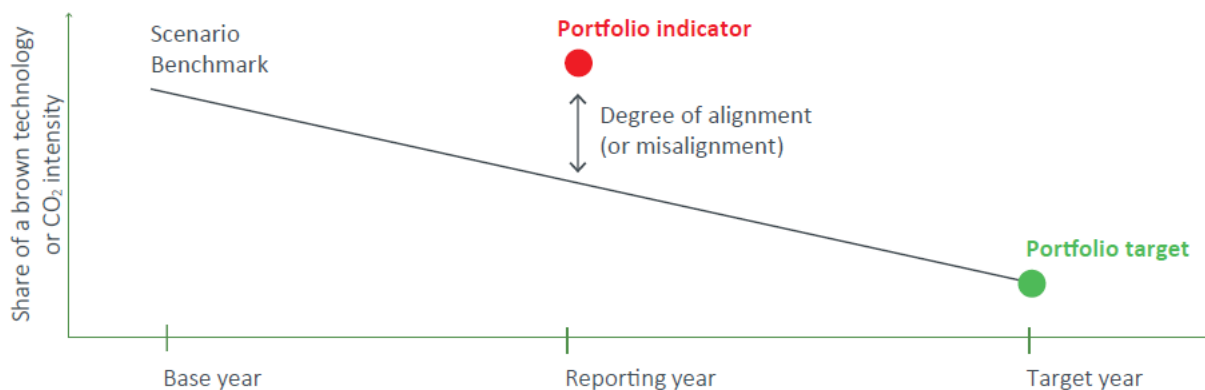 Share of a brown technology
or CO₂ intensity
Scenario
Benchmark
Portfolio indicator
Degree of alignment
(or misalignment)
Portfolio target
Base year
Reporting year
Target year